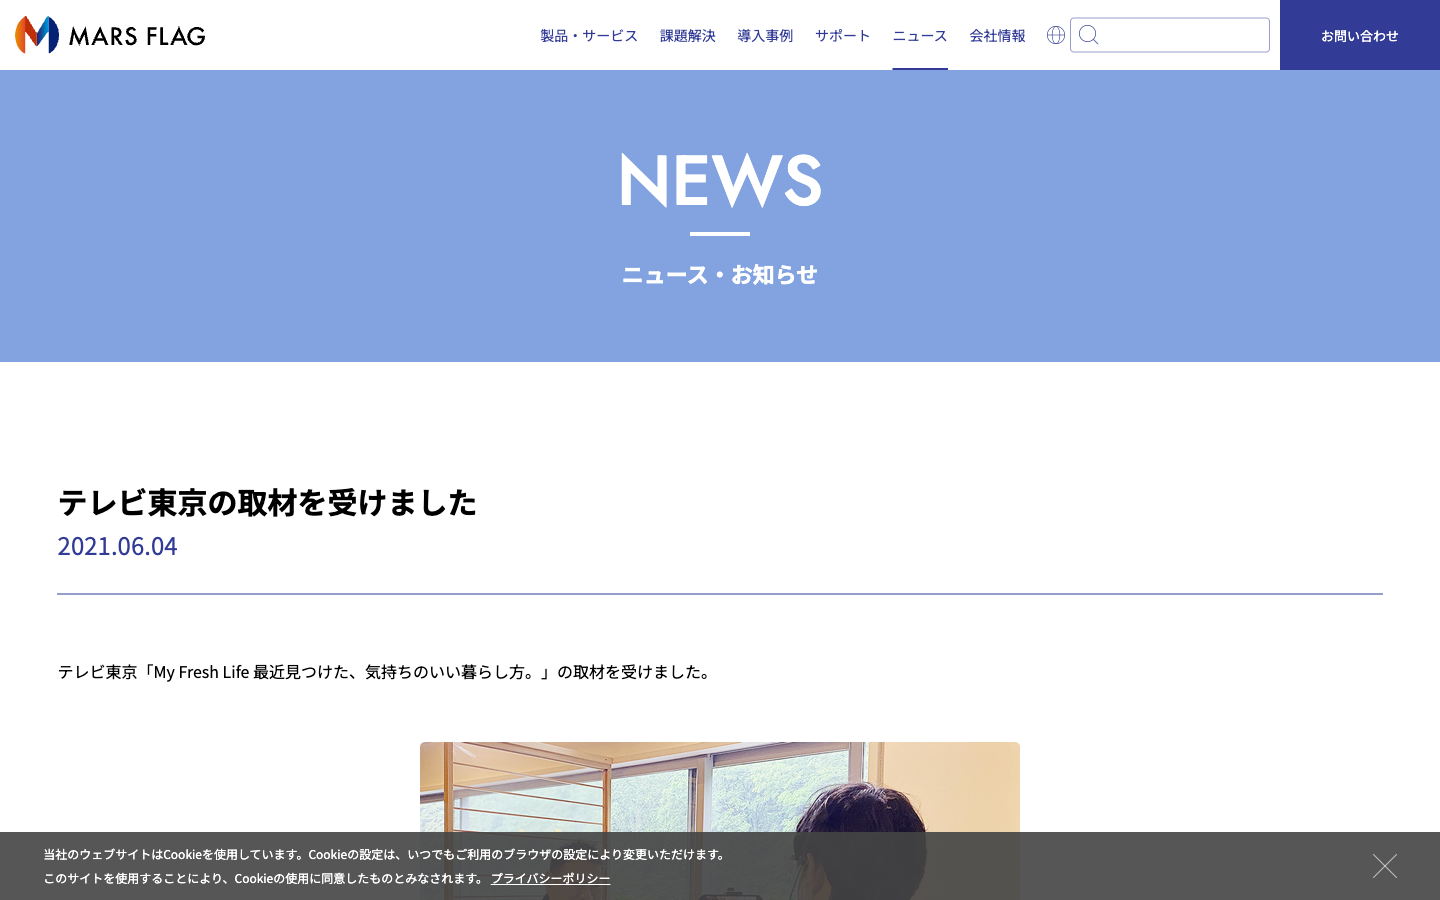 MARS FLAG
製品・サービス 課題解決 導入事例 サポート ニュース 会社情報 お問い合わせ
NEWS
ニュース・お知らせ
テレビ東京の取材を受けました
2021.06.04
テレビ東京「My Fresh Life 最近見つけた、気持ちのいい暮らし方。」の取材を受けました。
当社のウェブサイトはCookieを使用しています。Cookieの設定は、いつでもご利用のブラウザの設定により変更いただけます。
このサイトを使用することにより、Cookieの使用に同意したものとみなされます。 プライバシーポリシー